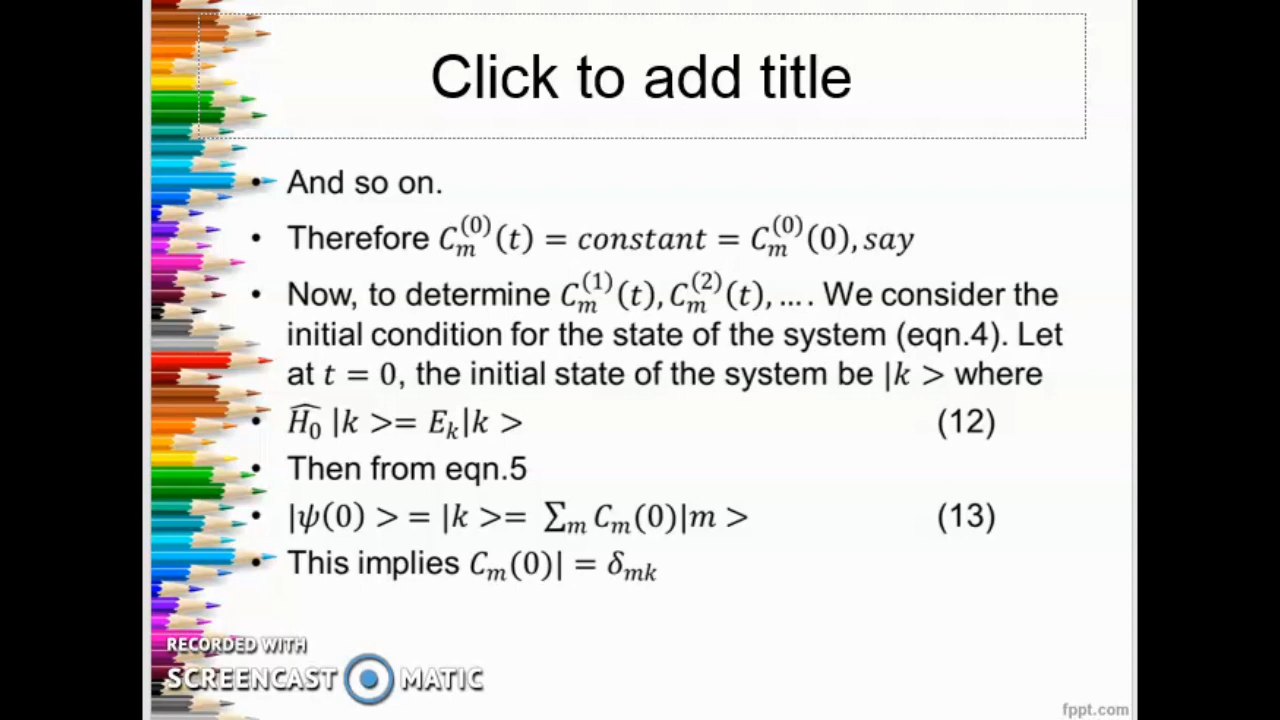 Click to add title
• And so on.
• Therefore $C_m^{(0)}(t) = constant = C_m^{(0)}(0), say$
• Now, to determine $C_m^{(1)}(t), C_m^{(2)}(t), \dots$. We consider the
initial condition for the state of the system (eqn.4). Let
at $t = 0$, the initial state of the system be $|k >$ where
• $\widehat{H_0}\,|k >= E_k|k >$ (12)
• Then from eqn.5
• $|\psi(0) > = |k >= \sum_m C_m(0)|m >$ (13)
• This implies $C_m(0)| = \delta_{mk}$
RECORDED WITH
SCREENCAST MATIC
fppt.com